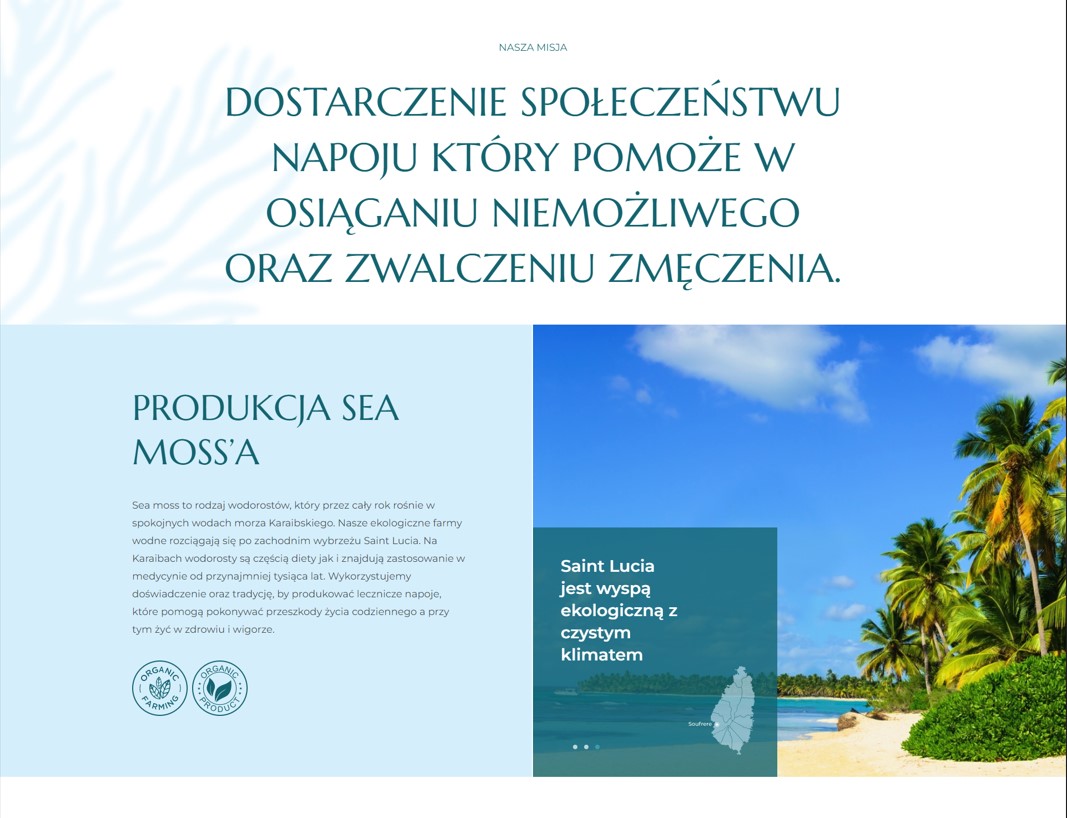 NASZA MISJA
DOSTARCZENIE SPOŁECZEŃSTWU
NAPOJU KTÓRY POMOŻE W
OSIĄGANIU NIEMOŻLIWEGO
ORAZ ZWALCZENIU ZMĘCZENIA.
PRODUKCJA SEA
MOSS’A
Sea moss to rodzaj wodorostów, który przez cały rok rośnie w
spokojnych wodach morza Karaibskiego. Nasze ekologiczne farmy
wodne rozciągają się po zachodnim wybrzeżu Saint Lucia. Na
Karaibach wodorosty są częścią diety jak i znajdują zastosowanie w
medycynie od przynajmniej tysiąca lat. Wykorzystujemy
doświadczenie oraz tradycję, by produkować lecznicze napoje,
które pomogą pokonywać przeszkody życia codziennego a przy
tym żyć w zdrowiu i wigorze.
ORGANIC
FARMING
ORGANIC
PRODUCT
Saint Lucia
jest wyspą
ekologiczną z
czystym
klimatem
Soufrere